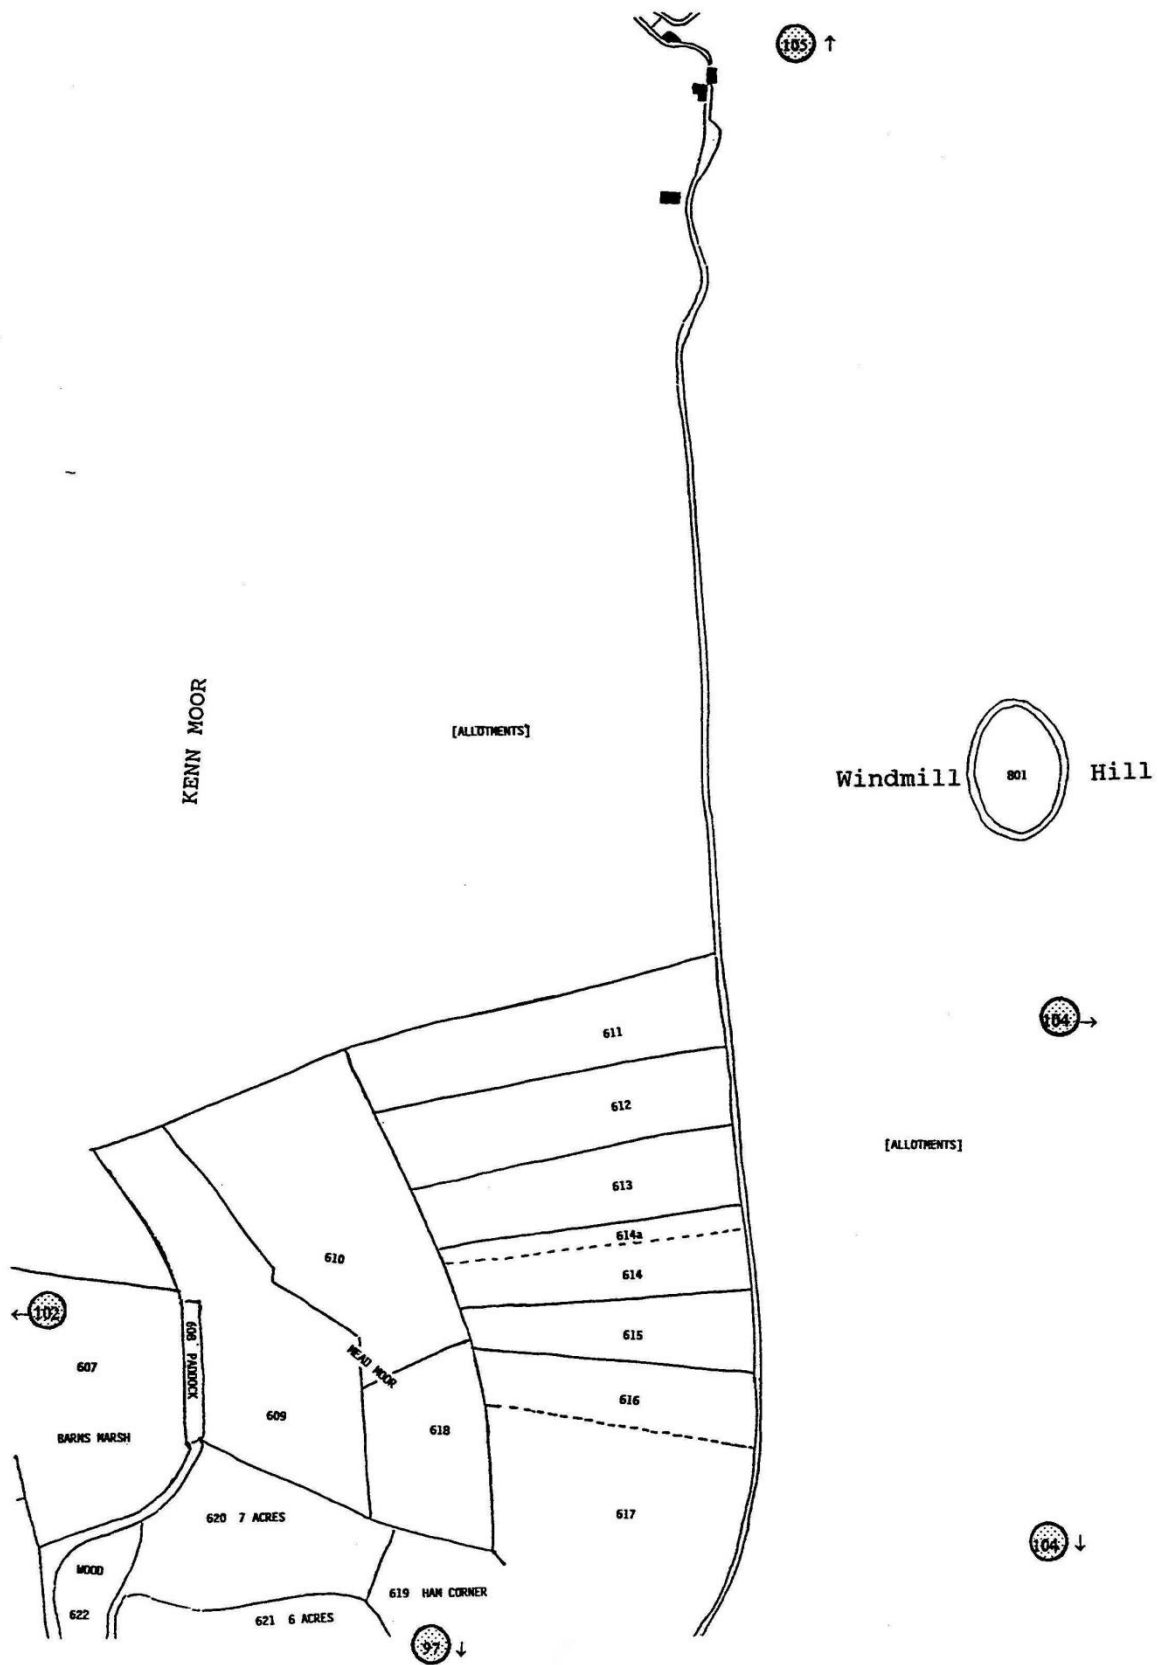 105 ↑
KENN MOOR
[ALLOTMENTS]
Windmill
801
Hill
104 →
611
612
[ALLOTMENTS]
613
614a
610
614
← 102
615
608 PADDOCK
607
MEAD MOOR
616
609
618
BARNS MARSH
620 7 ACRES
617
104 ↓
WOOD
619 HAM CORNER
622
621 6 ACRES
97 ↓